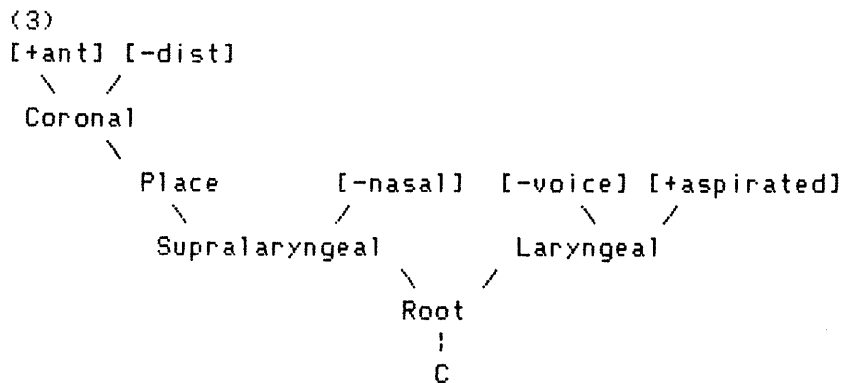 (3)
[+ant] [-dist]
Coronal
Place [-nasal] [-voice] [+aspirated]
Supralaryngeal Laryngeal
Root
C